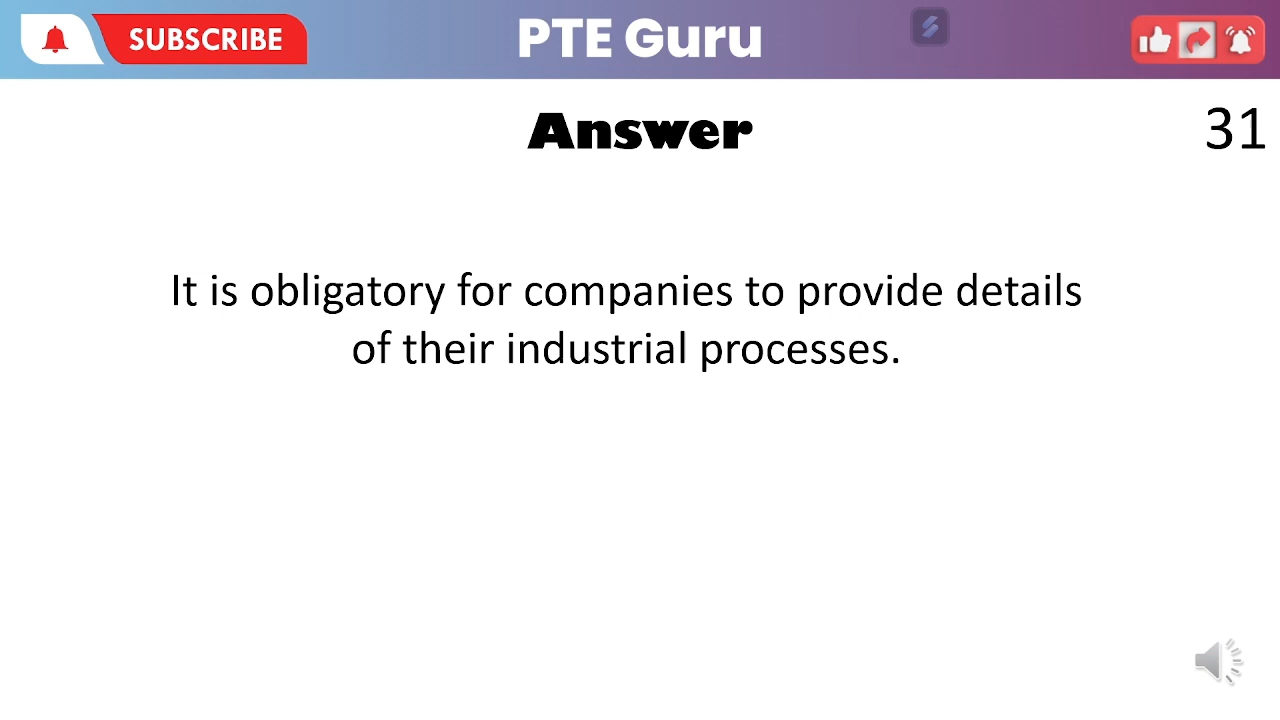 SUBSCRIBE
PTE Guru
Answer
31
It is obligatory for companies to provide details
of their industrial processes.